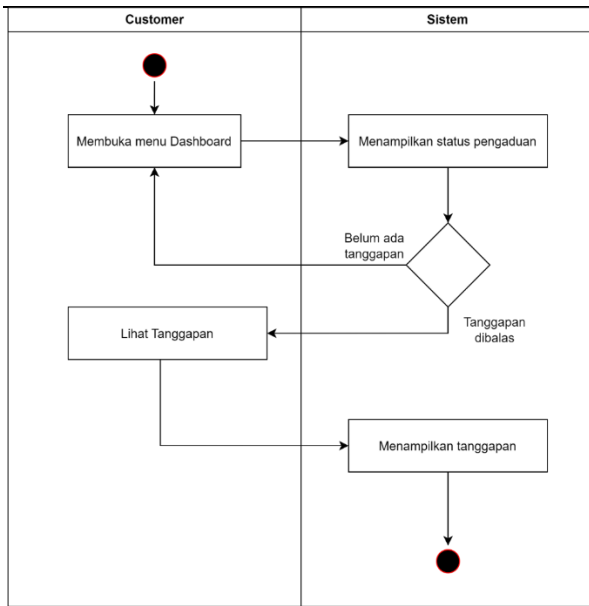 Customer
Sistem
Membuka menu Dashboard
Menampilkan status pengaduan
Belum ada
tanggapan
Tanggapan
dibalas
Lihat Tanggapan
Menampilkan tanggapan